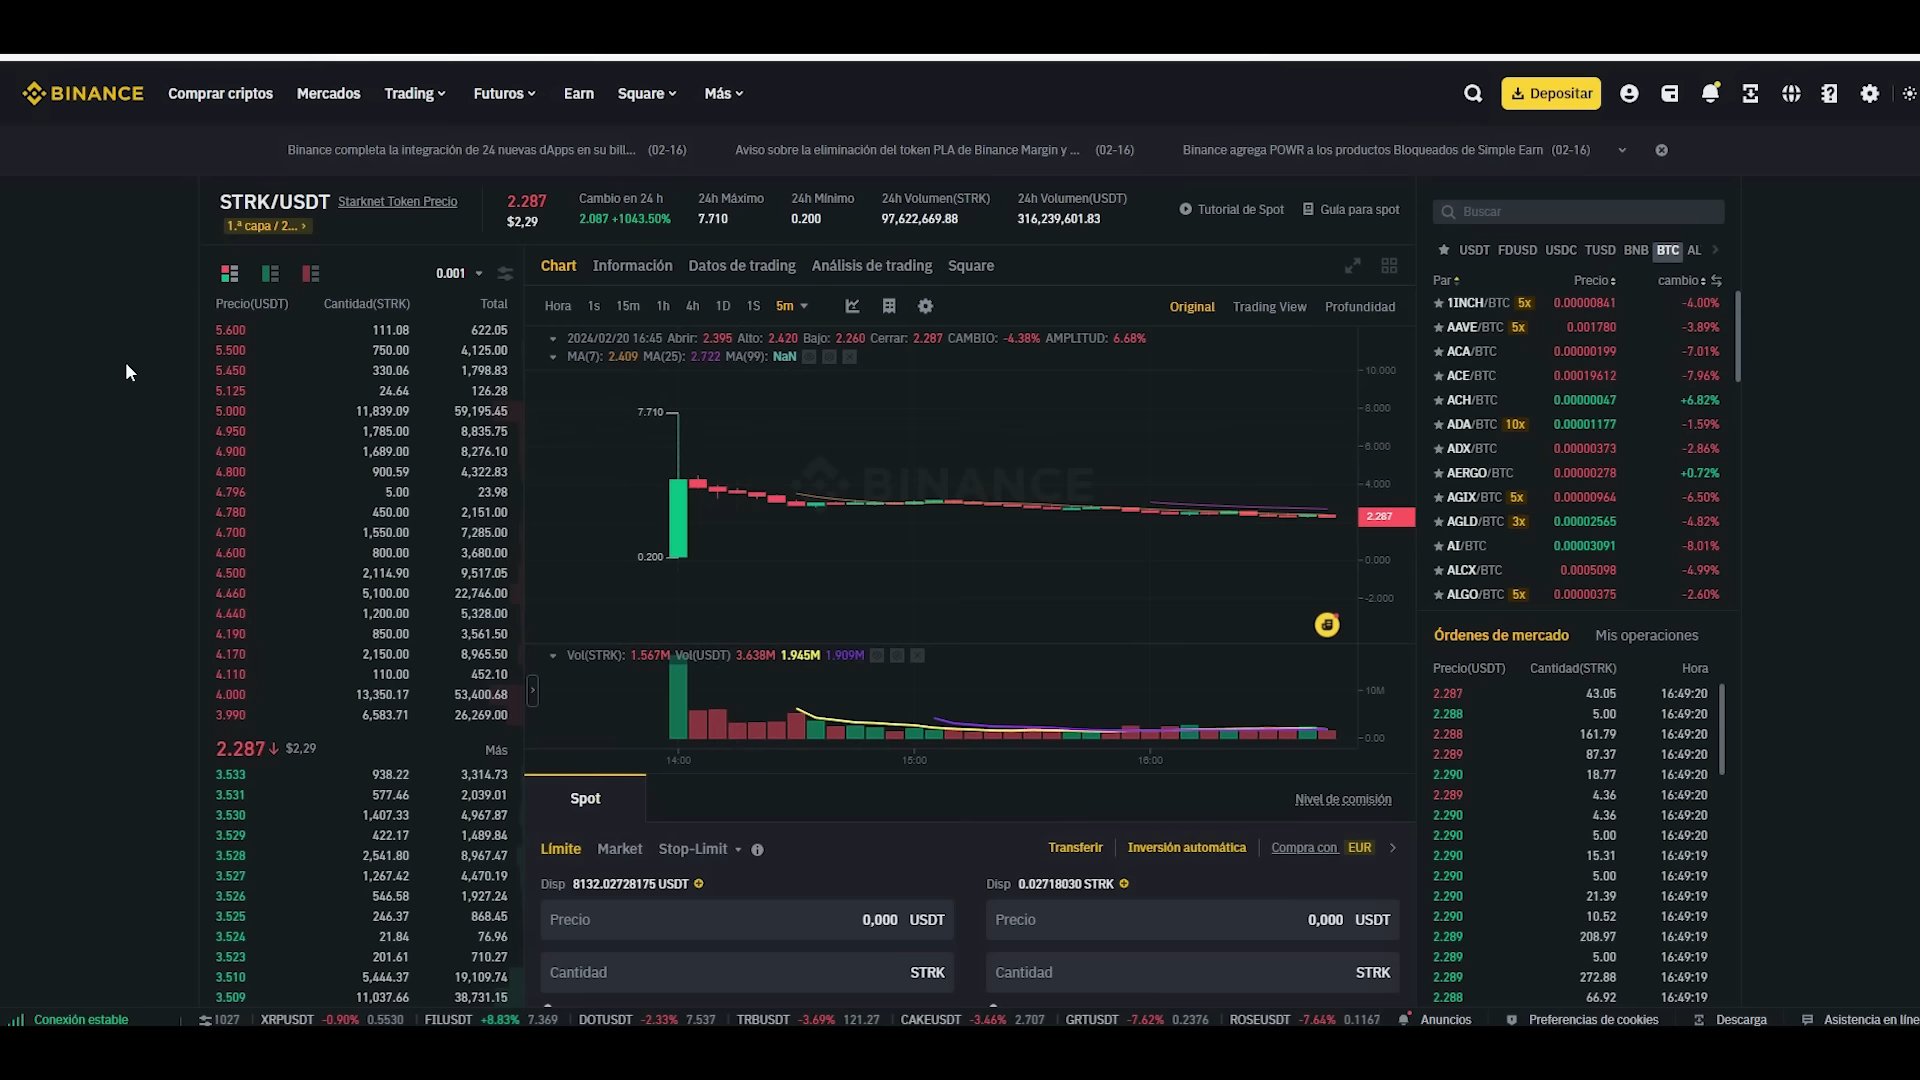 BINANCE Comprar criptos Mercados Trading Futuros Earn Square Más Depositar
Binance completa la integración de 24 nuevas dApps en su bill... (02-16) Aviso sobre la eliminación del token PLA de Binance Margin y ... (02-16) Binance agrega POWR a los productos Bloqueados de Simple Earn (02-16)
STRK/USDT Starknet Token Precio
1.ª capa / 2... ›
2.287
$2,29
Cambio en 24 h
2.087 +1043.50%
24h Máximo
7.710
24h Mínimo
0.200
24h Volumen(STRK)
97,622,669.88
24h Volumen(USDT)
316,239,601.83
Tutorial de Spot Guía para spot
0.001
Precio(USDT) Cantidad(STRK) Total
5.600 111.08 622.05
5.500 750.00 4,125.00
5.450 330.06 1,798.83
5.125 24.64 126.28
5.000 11,839.09 59,195.45
4.950 1,785.00 8,835.75
4.900 1,689.00 8,276.10
4.800 900.59 4,322.83
4.796 5.00 23.98
4.780 450.00 2,151.00
4.700 1,550.00 7,285.00
4.600 800.00 3,680.00
4.500 2,114.90 9,517.05
4.460 5,100.00 22,746.00
4.440 1,200.00 5,328.00
4.190 850.00 3,561.50
4.170 2,150.00 8,965.50
4.110 110.00 452.10
4.000 13,350.17 53,400.68
3.990 6,583.71 26,269.00
2.287↓ $2,29 Más
3.533 938.22 3,314.73
3.531 577.46 2,039.01
3.530 1,407.33 4,967.87
3.529 422.17 1,489.84
3.528 2,541.80 8,967.47
3.527 1,267.42 4,470.19
3.526 546.58 1,927.24
3.525 246.37 868.45
3.524 21.84 76.96
3.523 201.61 710.27
3.510 5,444.37 19,109.74
3.509 11,037.66 38,731.15
Chart Información Datos de trading Análisis de trading Square
Hora 1s 15m 1h 4h 1D 1S 5m Original Trading View Profundidad
2024/02/20 16:45 Abrir: 2.395 Alto: 2.420 Bajo: 2.260 Cerrar: 2.287 CAMBIO: -4.38% AMPLITUD: 6.68%
MA(7): 2.409 MA(25): 2.722 MA(99): NaN
10.000
8.000
7.710
6.000
BINANCE
4.000
2.287
0.200
0.000
-2.000
Vol(STRK): 1.567M Vol(USDT) 3.638M 1.945M 1.909M
10M
0.00
14:00 15:00 16:00
Spot Nivel de comisión
Límite Market Stop-Limit Transferir Inversión automática Compra con EUR
Disp 8132.02728175 USDT Disp 0.02718030 STRK
Precio 0,000 USDT Precio 0,000 USDT
Cantidad STRK Cantidad STRK
Buscar
USDT FDUSD USDC TUSD BNB BTC AL
Par Precio cambio
1INCH/BTC 5x 0.00000841 -4.00%
AAVE/BTC 5x 0.001780 -3.89%
ACA/BTC 0.00000199 -7.01%
ACE/BTC 0.00019612 -7.96%
ACH/BTC 0.00000047 +6.82%
ADA/BTC 10x 0.00001177 -1.59%
ADX/BTC 0.00000373 -2.86%
AERGO/BTC 0.00000278 +0.72%
AGIX/BTC 5x 0.00000964 -6.50%
AGLD/BTC 3x 0.00002565 -4.82%
AI/BTC 0.00003091 -8.01%
ALCX/BTC 0.0005098 -4.99%
ALGO/BTC 5x 0.00000375 -2.60%
Órdenes de mercado Mis operaciones
Precio(USDT) Cantidad(STRK) Hora
2.287 43.05 16:49:20
2.288 5.00 16:49:20
2.288 161.79 16:49:20
2.289 87.37 16:49:20
2.290 18.77 16:49:20
2.289 4.36 16:49:20
2.290 4.36 16:49:20
2.290 5.00 16:49:20
2.290 15.31 16:49:19
2.290 5.00 16:49:19
2.290 21.39 16:49:19
2.290 10.52 16:49:19
2.289 208.97 16:49:19
2.289 5.00 16:49:19
2.289 272.88 16:49:19
2.288 66.92 16:49:19
Conexión estable 1027 XRPUSDT -0.90% 0.5530 FILUSDT +8.83% 7.369 DOTUSDT -2.33% 7.537 TRBUSDT -3.69% 121.27 CAKEUSDT -3.46% 2.707 GRTUSDT -7.62% 0.2376 ROSEUSDT -7.64% 0.1167 Anuncios Preferencias de cookies Descarga Asistencia en líne